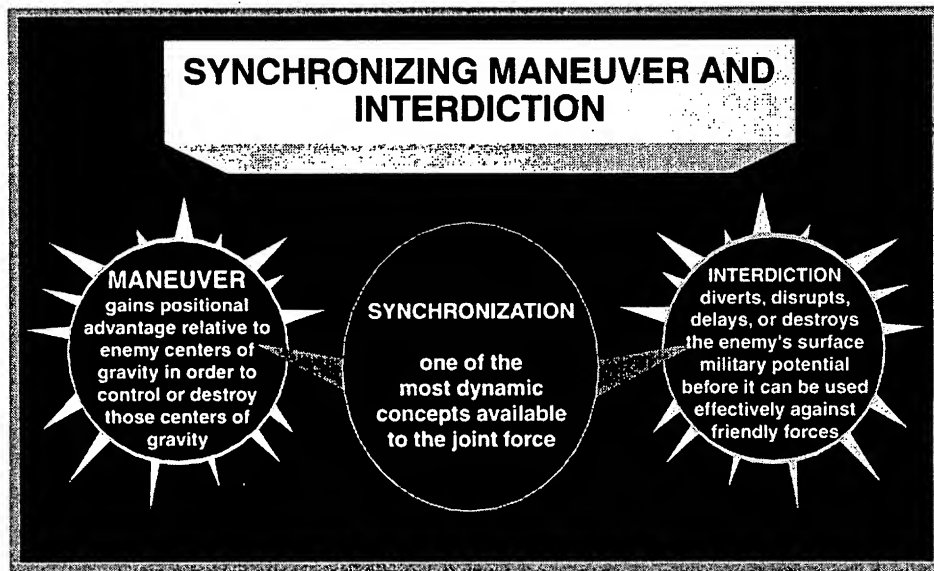 SYNCHRONIZING MANEUVER AND
INTERDICTION
MANEUVER
gains positional
advantage relative to
enemy centers of
gravity in order to
control or destroy
those centers of
gravity
SYNCHRONIZATION
one of the
most dynamic
concepts available
to the joint force
INTERDICTION
diverts, disrupts,
delays, or destroys
the enemy's surface
military potential
before it can be used
effectively against
friendly forces